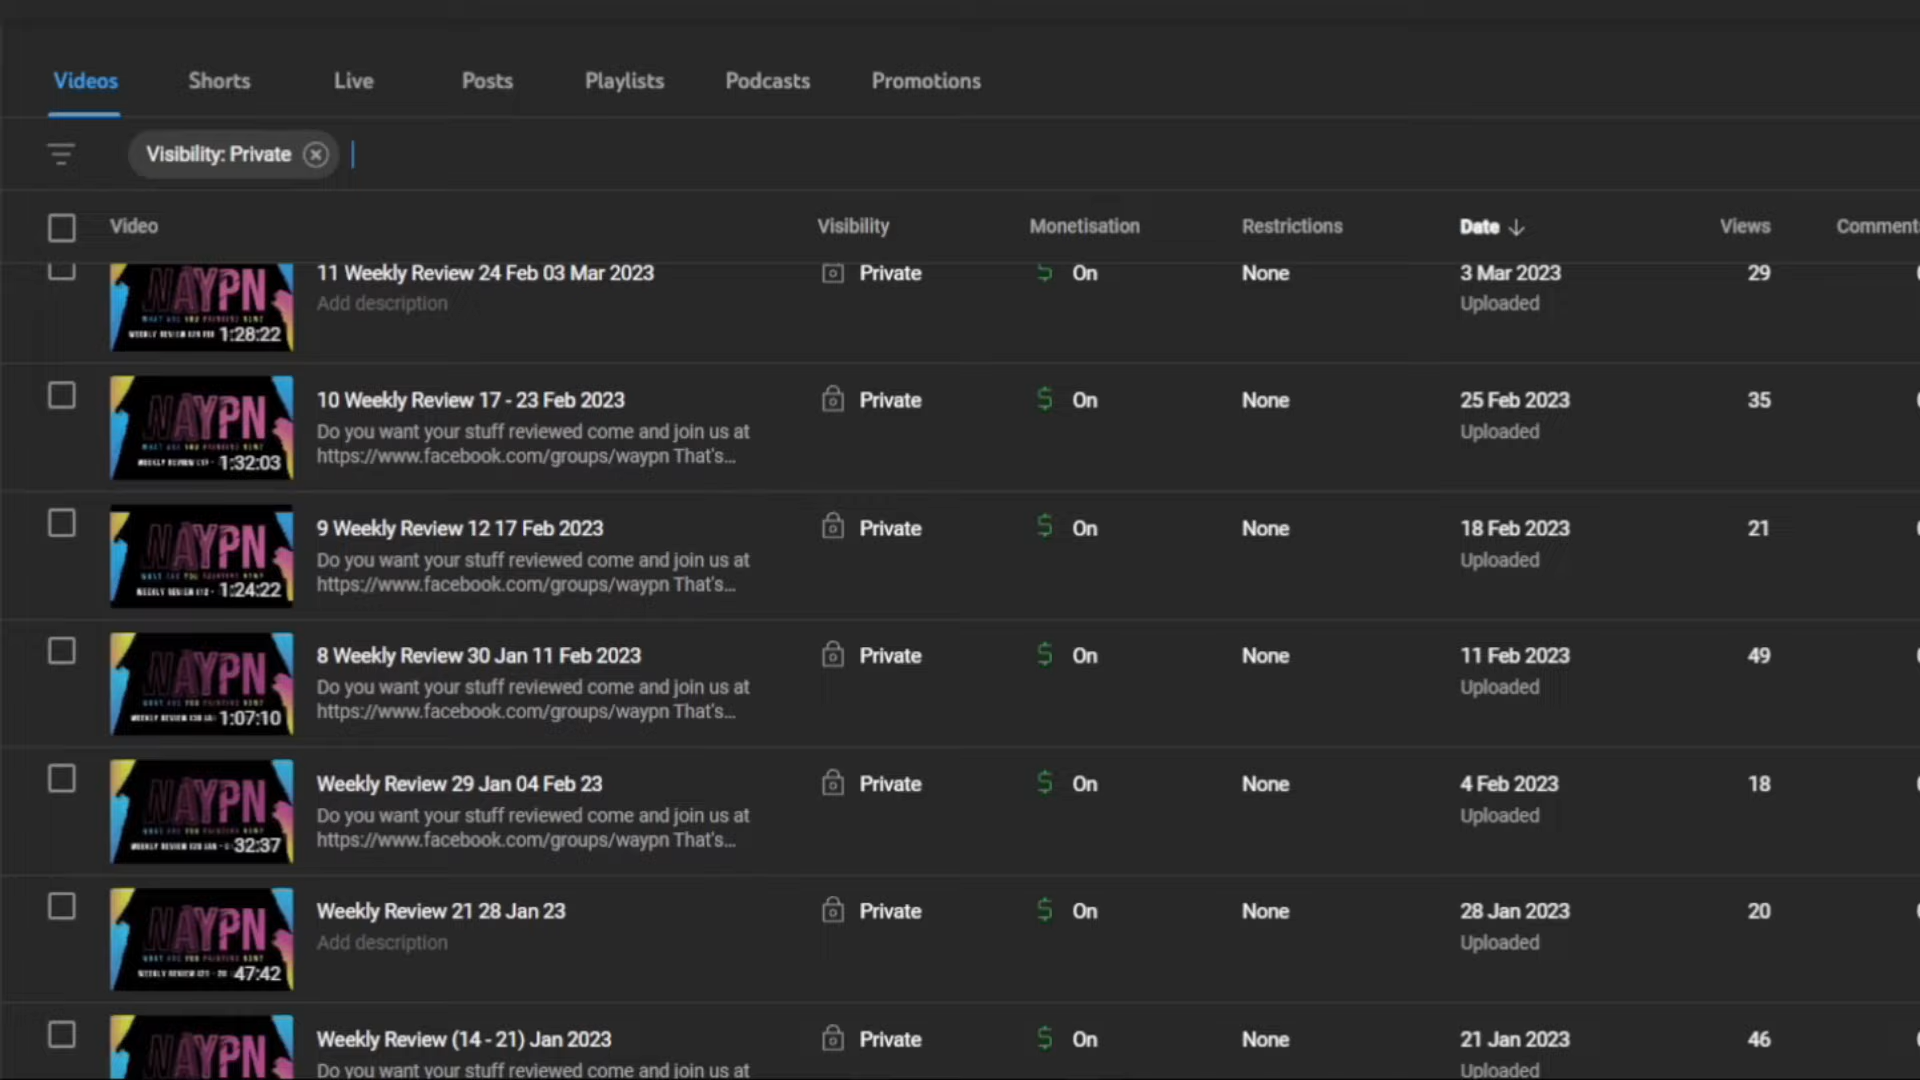 Videos Shorts Live Posts Playlists Podcasts Promotions
Visibility: Private
Video Visibility Monetisation Restrictions Date Views Comment
11 Weekly Review 24 Feb 03 Mar 2023 Private On None 3 Mar 2023 29
Add description Uploaded
WAYPN
1:28:22
10 Weekly Review 17 - 23 Feb 2023 Private On None 25 Feb 2023 35
Do you want your stuff reviewed come and join us at Uploaded
https://www.facebook.com/groups/waypn That's...
WAYPN
1:32:03
9 Weekly Review 12 17 Feb 2023 Private On None 18 Feb 2023 21
Do you want your stuff reviewed come and join us at Uploaded
https://www.facebook.com/groups/waypn That's...
WAYPN
1:24:22
8 Weekly Review 30 Jan 11 Feb 2023 Private On None 11 Feb 2023 49
Do you want your stuff reviewed come and join us at Uploaded
https://www.facebook.com/groups/waypn That's...
WAYPN
1:07:10
Weekly Review 29 Jan 04 Feb 23 Private On None 4 Feb 2023 18
Do you want your stuff reviewed come and join us at Uploaded
https://www.facebook.com/groups/waypn That's...
WAYPN
32:37
Weekly Review 21 28 Jan 23 Private On None 28 Jan 2023 20
Add description Uploaded
WAYPN
47:42
Weekly Review (14 - 21) Jan 2023 Private On None 21 Jan 2023 46
Do you want your stuff reviewed come and join us at Uploaded
WAYPN